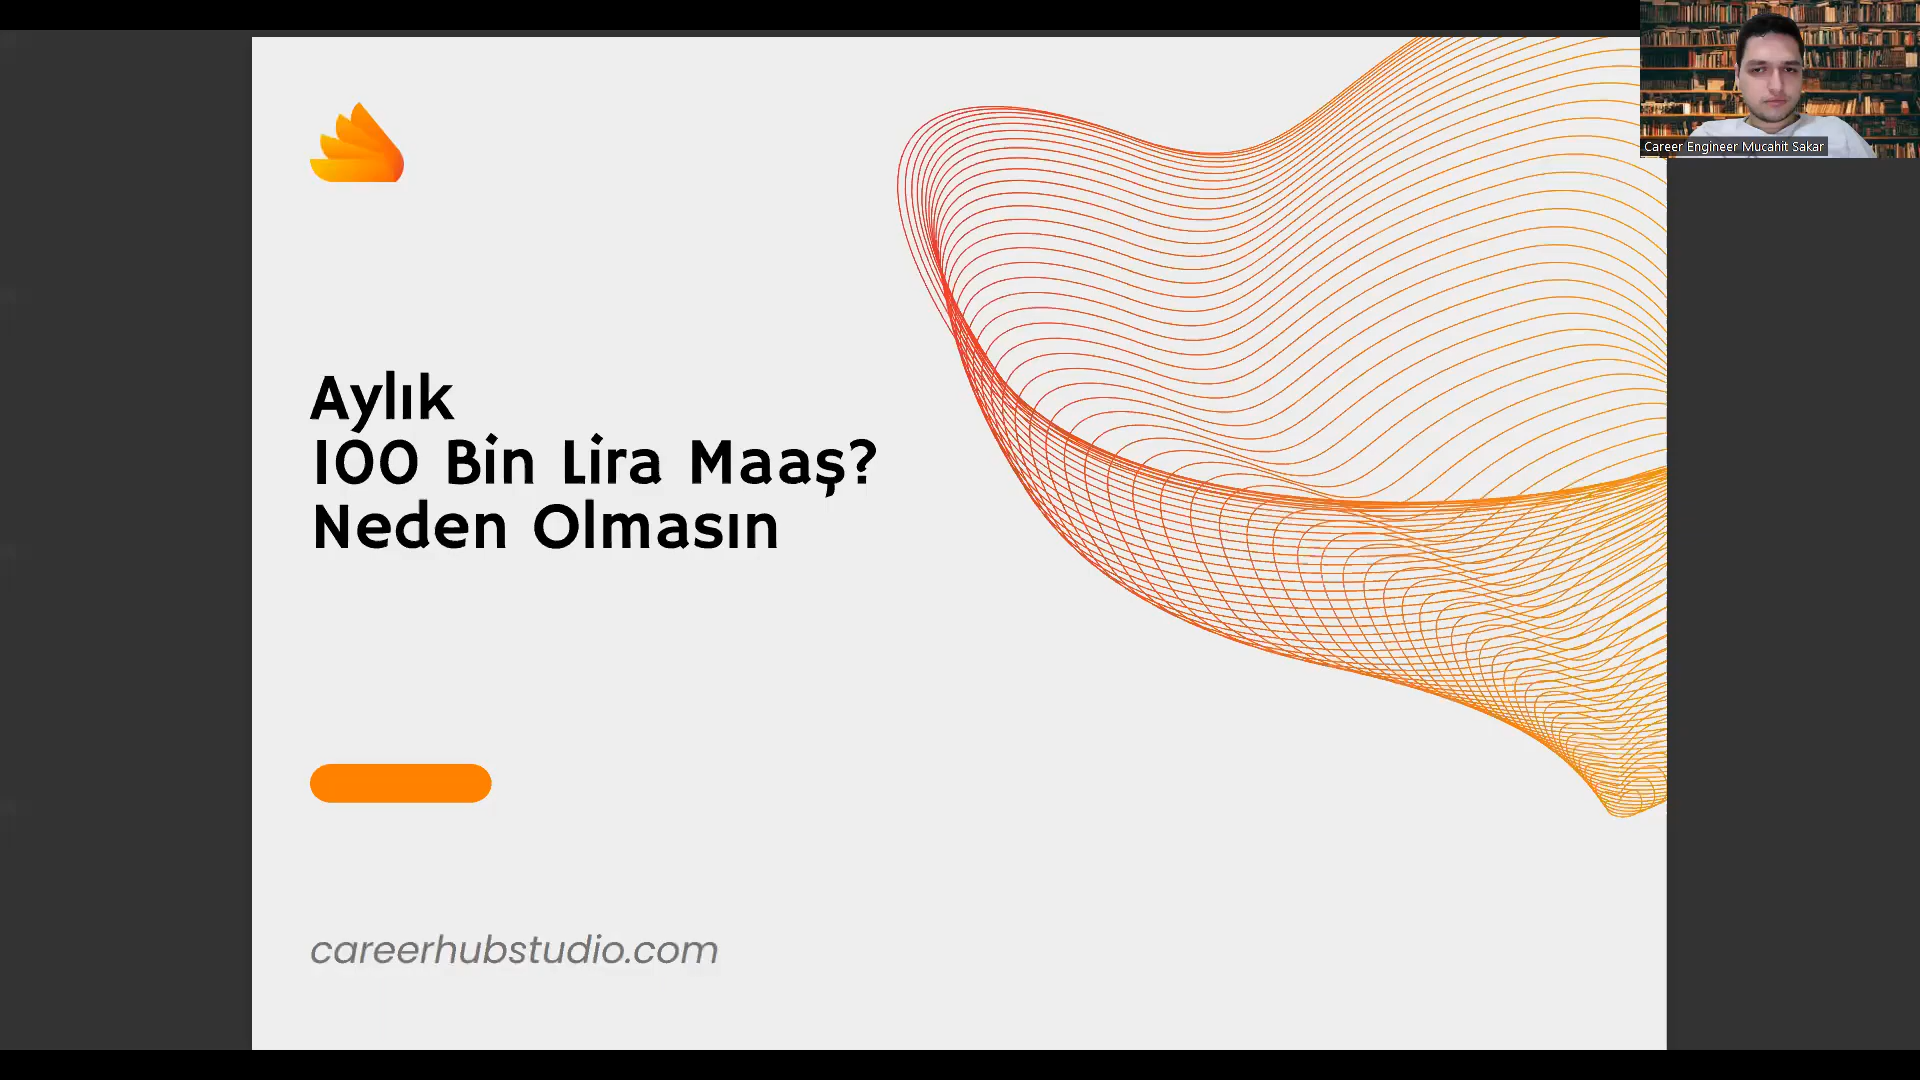 Aylık
100 Bin Lira Maaş?
Neden Olmasın
careerhubstudio.com
Career Engineer Mucahit Sakar